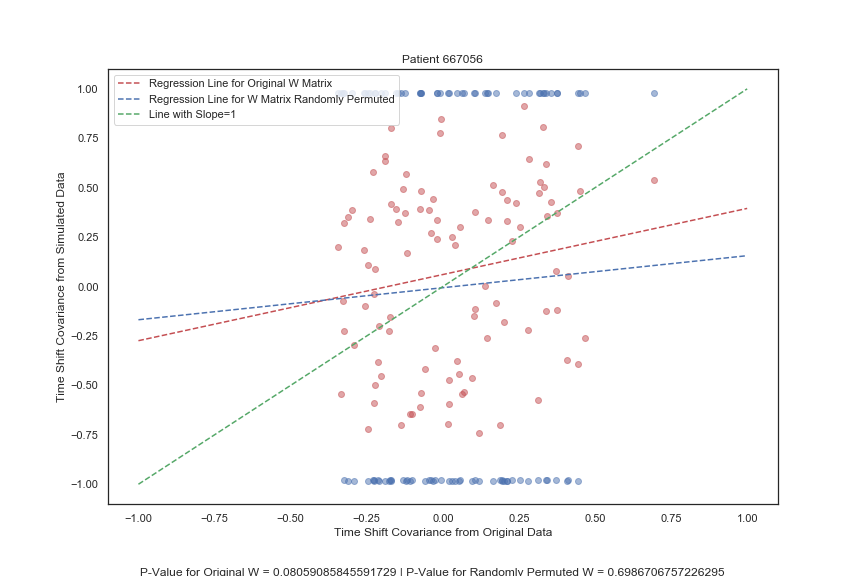 Patient 667056
Regression Line for Original W Matrix
Regression Line for W Matrix Randomly Permuted
Line with Slope=1
1.00
0.75
0.50
0.25
0.00
−0.25
−0.50
−0.75
−1.00
Time Shift Covariance from Simulated Data
−1.00 −0.75 −0.50 −0.25 0.00 0.25 0.50 0.75 1.00
Time Shift Covariance from Original Data
P-Value for Original W = 0.08059085845591729 | P-Value for Randomly Permuted W = 0.6986706757226295